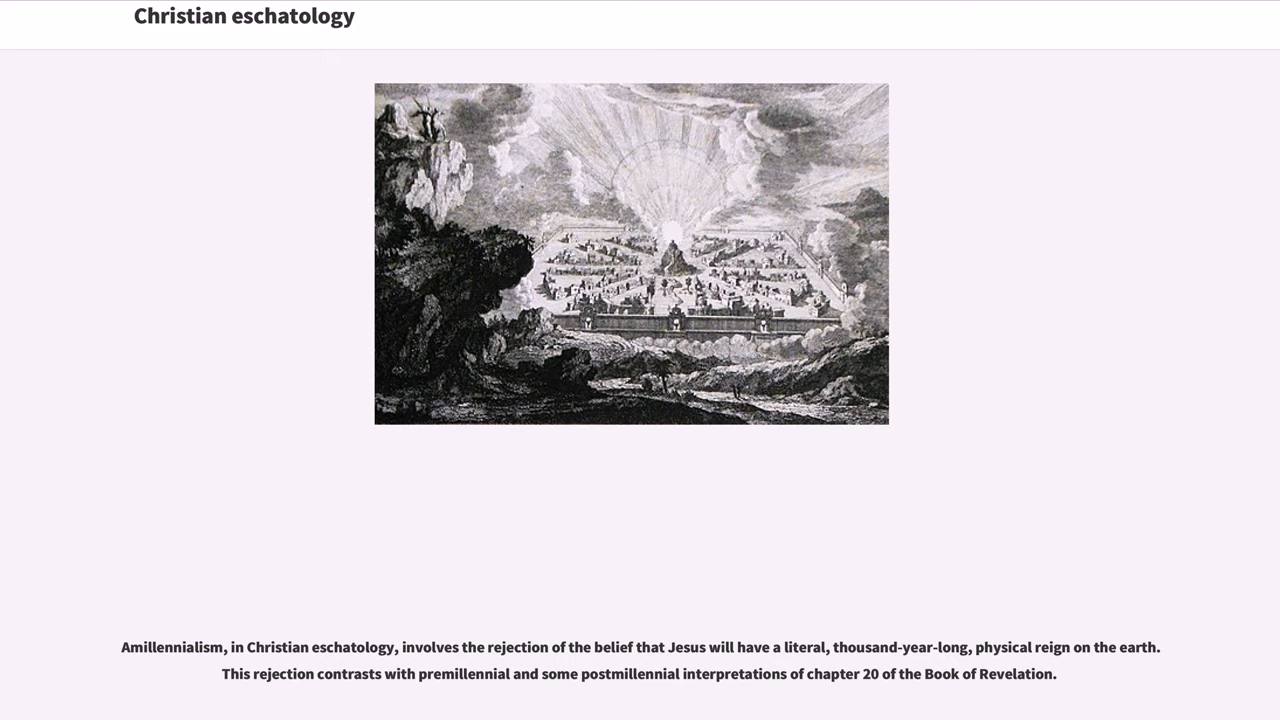 Christian eschatology
Amillennialism, in Christian eschatology, involves the rejection of the belief that Jesus will have a literal, thousand-year-long, physical reign on the earth.
This rejection contrasts with premillennial and some postmillennial interpretations of chapter 20 of the Book of Revelation.